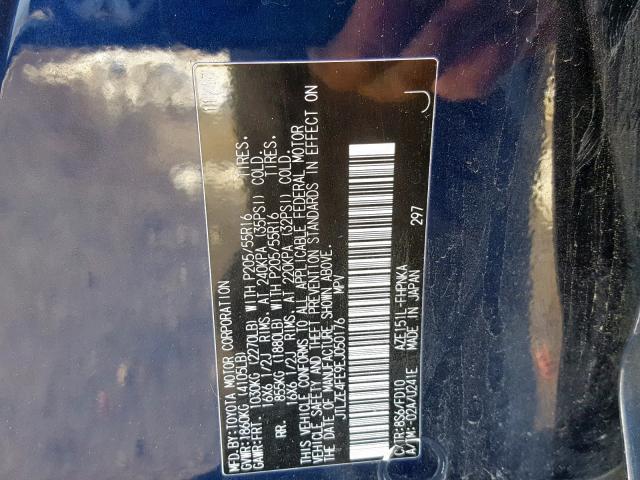 MFD.BY:TOYOTA MOTOR CORPORATION
GVWR:1860KG (4105LB)
GAWR:FRT. 1030KG (2271LB) WITH P205/55R16 TIRES.
16X6 1/2J RIMS. AT 240KPA (35PSI) COLD.
RR. 855KG (1880LB) WITH P205/55R16 TIRES.
16X6 1/2J RIMS. AT 220KPA (32PSI) COLD.
THIS VEHICLE CONFORMS TO ALL APPLICABLE FEDERAL MOTOR
VEHICLE SAFETY AND THEFT PREVENTION STANDARDS IN EFFECT ON
THE DATE OF MANUFACTURE SHOWN ABOVE.
JTLZE4FE9EJ050176 MPV
C/TR:8S6/FD10 AZE151L-FHPNKA
A/TM:-02A/U241E MADE IN JAPAN 297
J